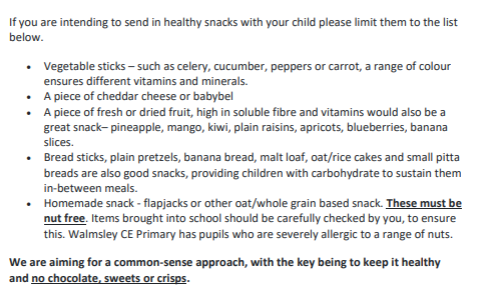 If you are intending to send in healthy snacks with your child please limit them to the list
below.
• Vegetable sticks – such as celery, cucumber, peppers or carrot, a range of colour
ensures different vitamins and minerals.
• A piece of cheddar cheese or babybel
• A piece of fresh or dried fruit, high in soluble fibre and vitamins would also be a
great snack– pineapple, mango, kiwi, plain raisins, apricots, blueberries, banana
slices.
• Bread sticks, plain pretzels, banana bread, malt loaf, oat/rice cakes and small pitta
breads are also good snacks, providing children with carbohydrate to sustain them
in-between meals.
• Homemade snack - flapjacks or other oat/whole grain based snack. These must be
nut free. Items brought into school should be carefully checked by you, to ensure
this. Walmsley CE Primary has pupils who are severely allergic to a range of nuts.
We are aiming for a common-sense approach, with the key being to keep it healthy
and no chocolate, sweets or crisps.